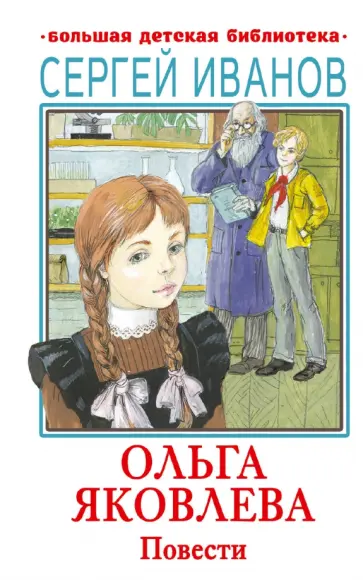 ·БОЛЬШАЯ ДЕТСКАЯ БИБЛИОТЕКА·
СЕРГЕЙ ИВАНОВ
ОЛЬГА
ЯКОВЛЕВА
Повести